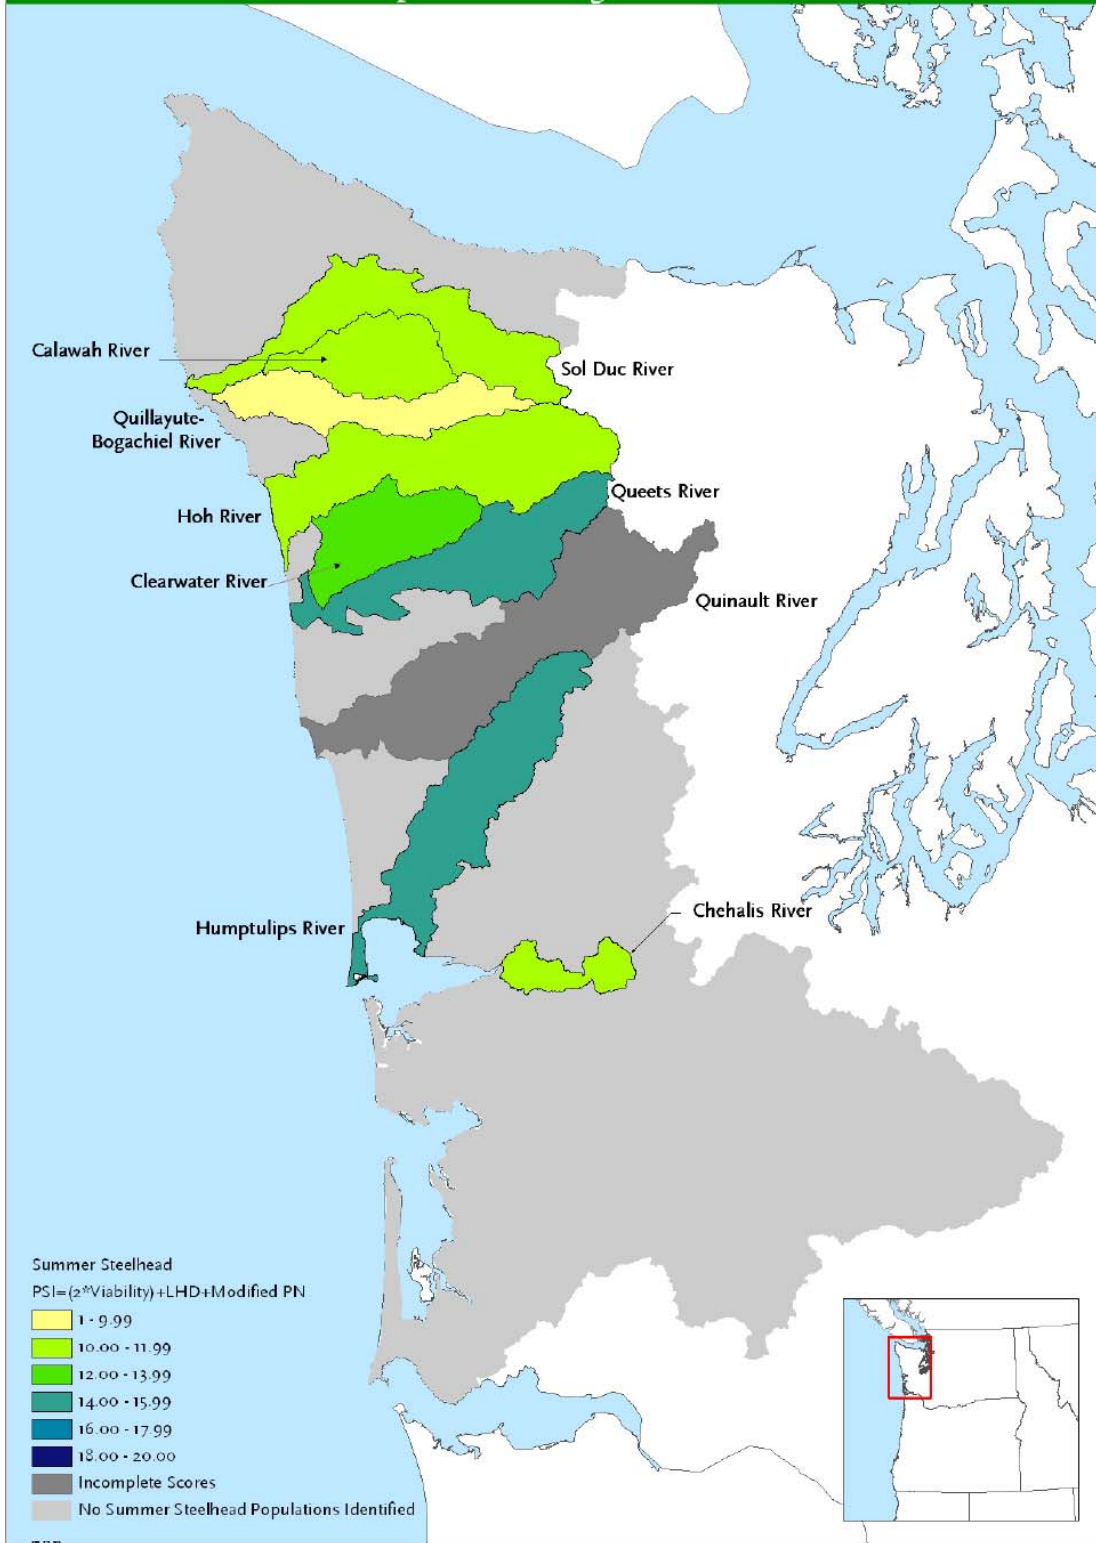 Calawah River
Sol Duc River
Quillayute-
Bogachiel River
Queets River
Hoh River
Clearwater River
Quinault River
Chehalis River
Humptulips River
Summer Steelhead
PSI=(2*Viability)+LHD+Modified PN
1 - 9.99
10.00 - 11.99
12.00 - 13.99
14.00 - 15.99
16.00 - 17.99
18.00 - 20.00
Incomplete Scores
No Summer Steelhead Populations Identified